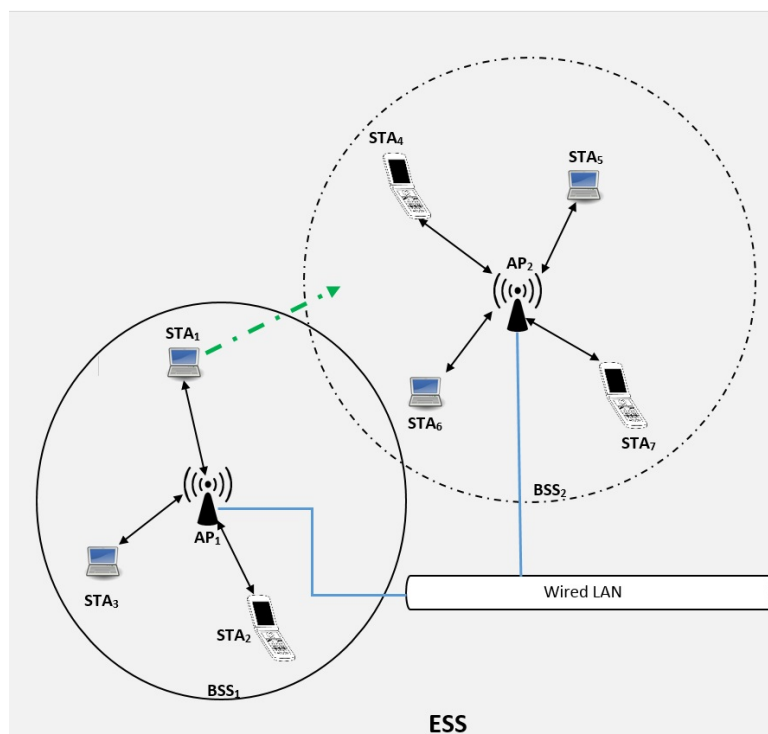 STA₄
STA₅
AP₂
STA₁
STA₆
STA₇
BSS₂
AP₁
STA₃
Wired LAN
STA₂
BSS₁
ESS